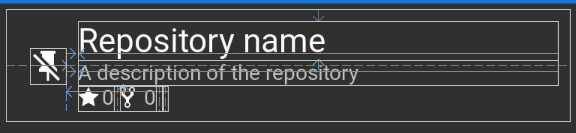 Repository name
A description of the repository
0 0